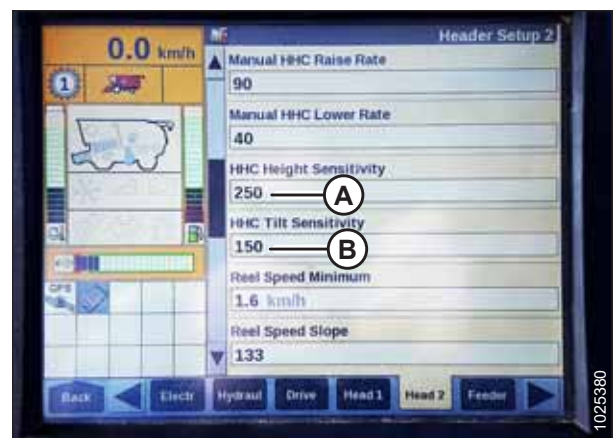 0.0 km/h
Header Setup 2
1
Manual HHC Raise Rate
90
Manual HHC Lower Rate
40
HHC Height Sensitivity
250
A
HHC Tilt Sensitivity
150
B
Reel Speed Minimum
1.6 km/h
GPS
Reel Speed Slope
133
Back
Electr
Hydraul
Drive
Head 1
Head 2
Feeder
1025380